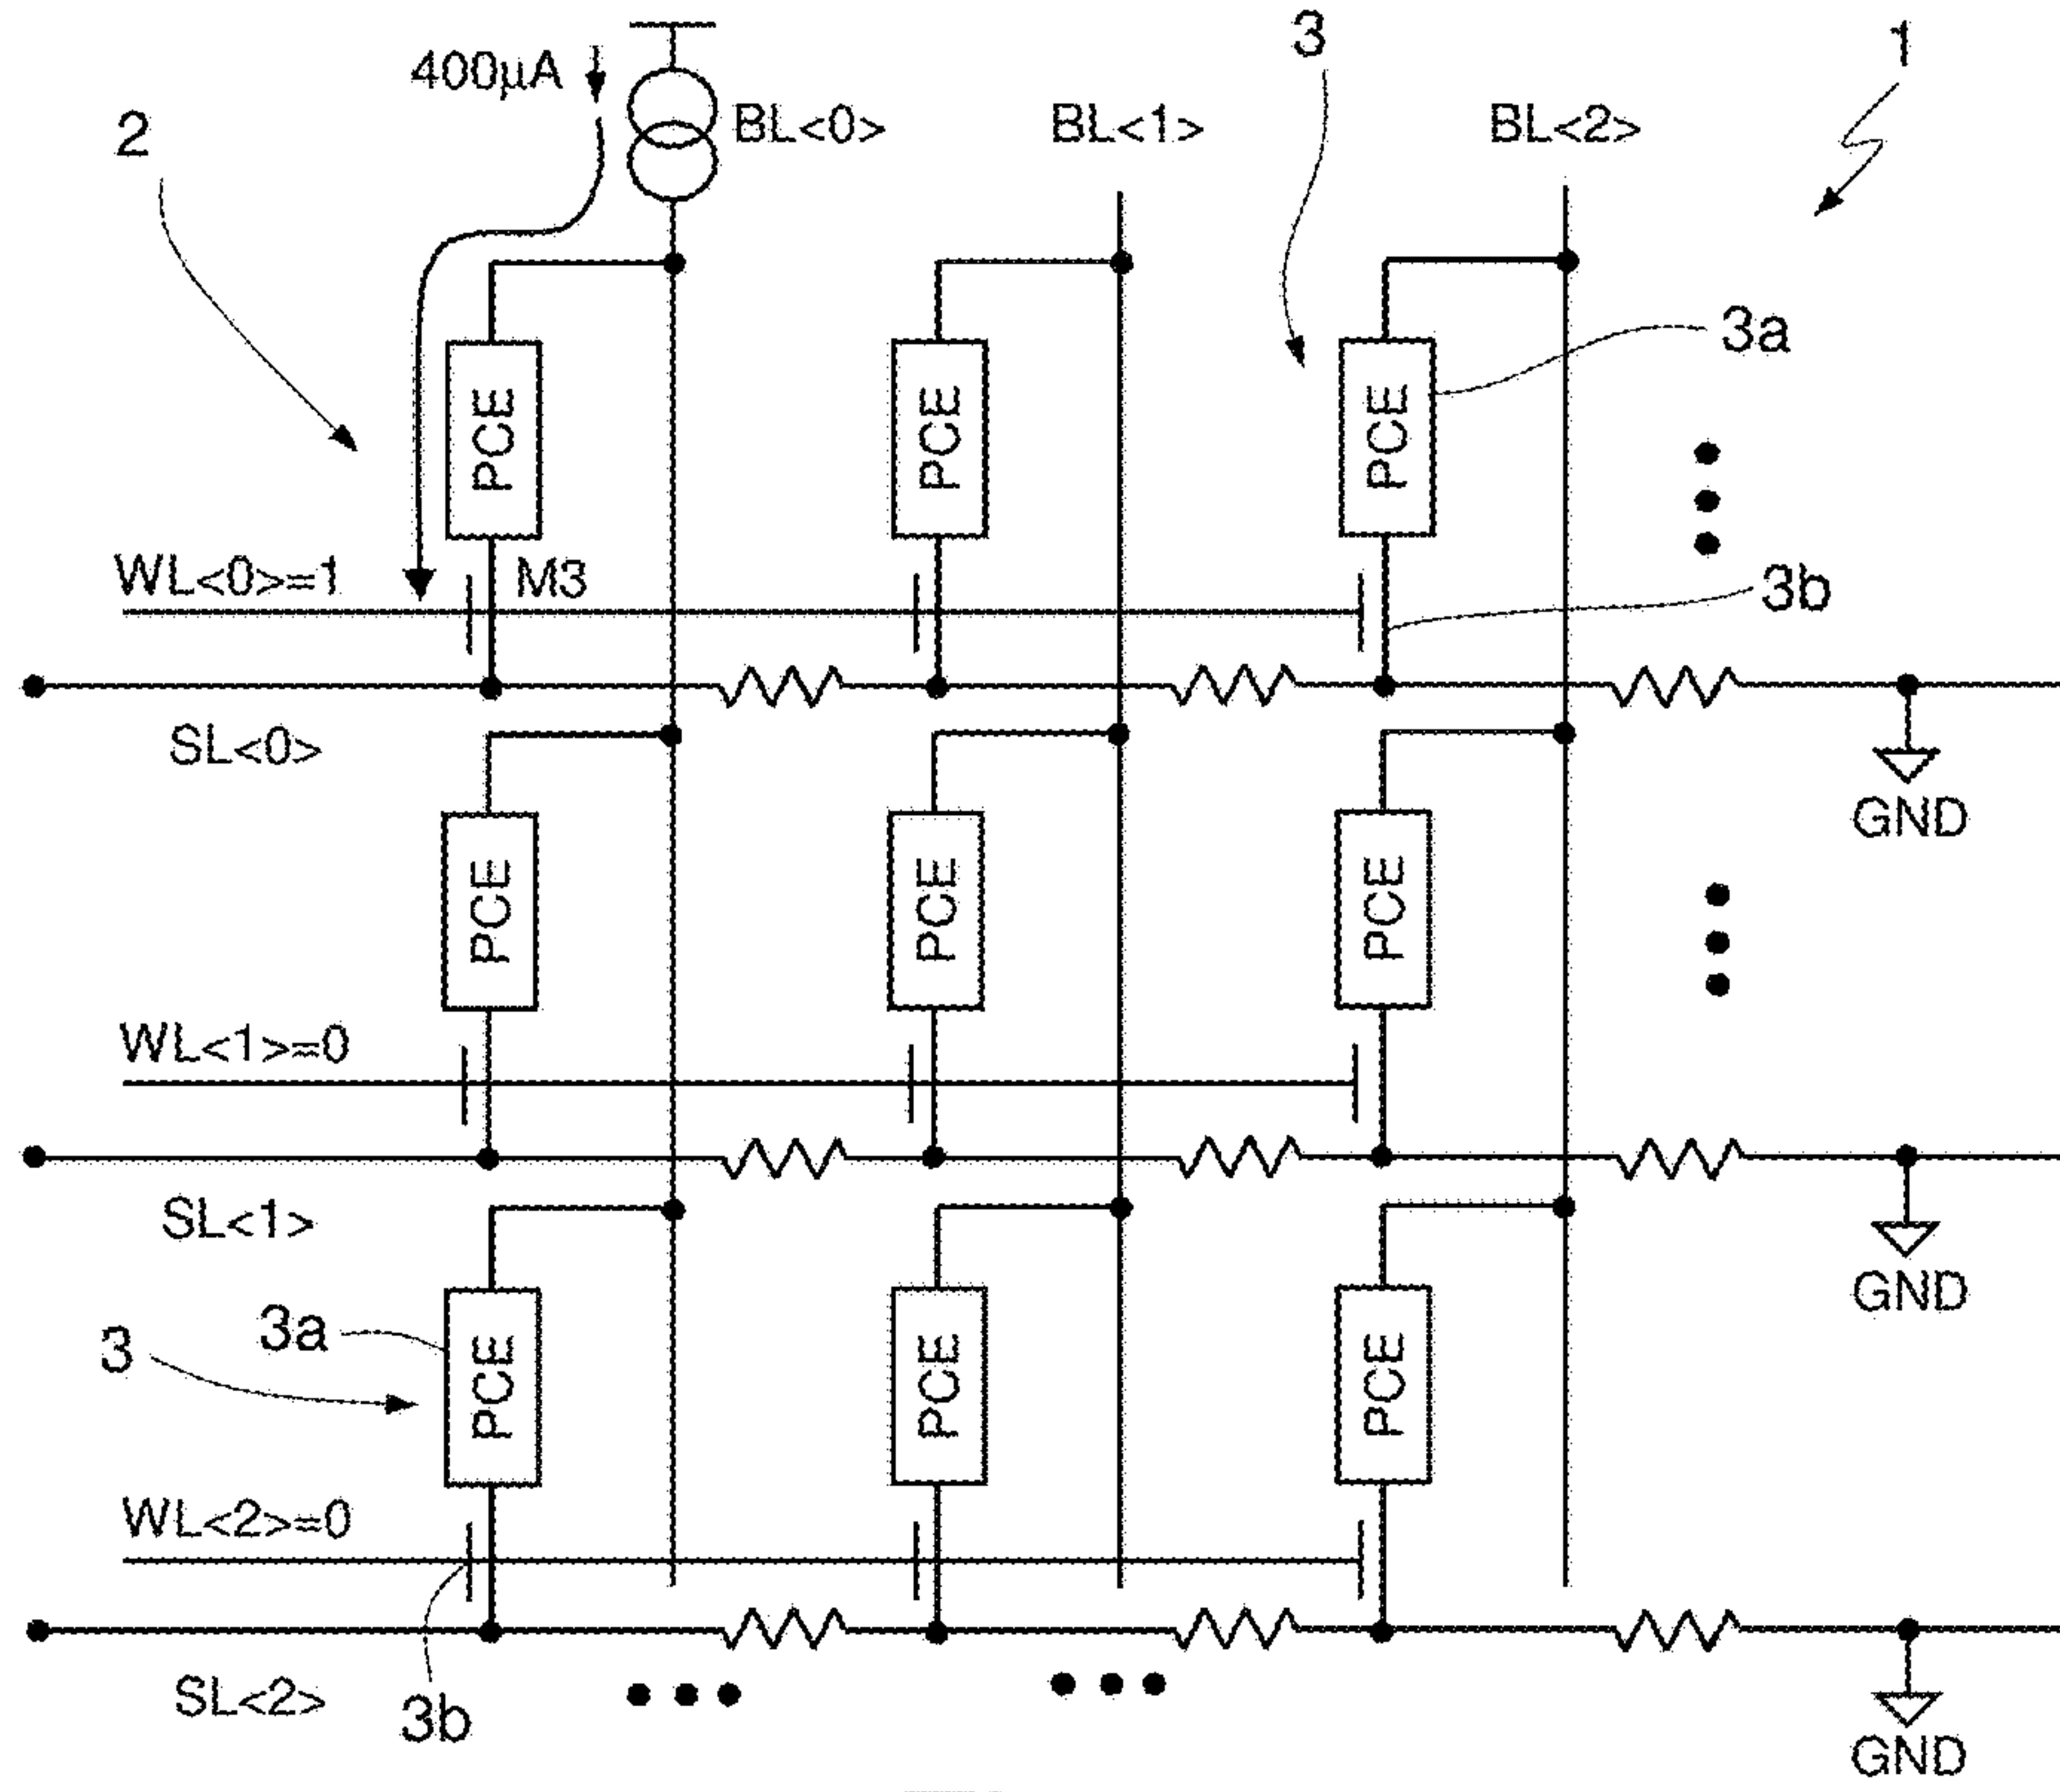 400µA
BL<0>
BL<1>
3
BL<2>
1
2
PCE
PCE
PCE
3a
WL<0>=1
M3
3b
SL<0>
GND
PCE
PCE
PCE
WL<1>=0
SL<1>
GND
3
3a
PCE
PCE
PCE
WL<2>=0
SL<2>
3b
GND